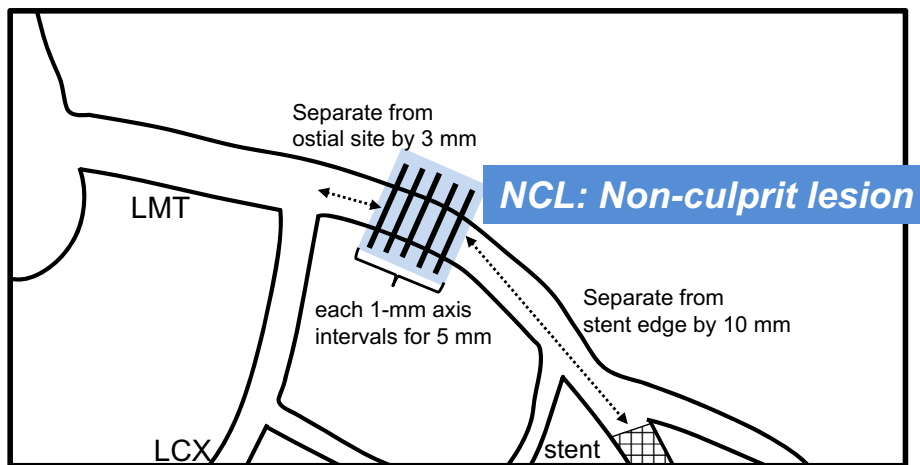 Separate from
ostial site by 3 mm
NCL: Non-culprit lesion
LMT
each 1-mm axis
intervals for 5 mm
Separate from
stent edge by 10 mm
LCX
stent